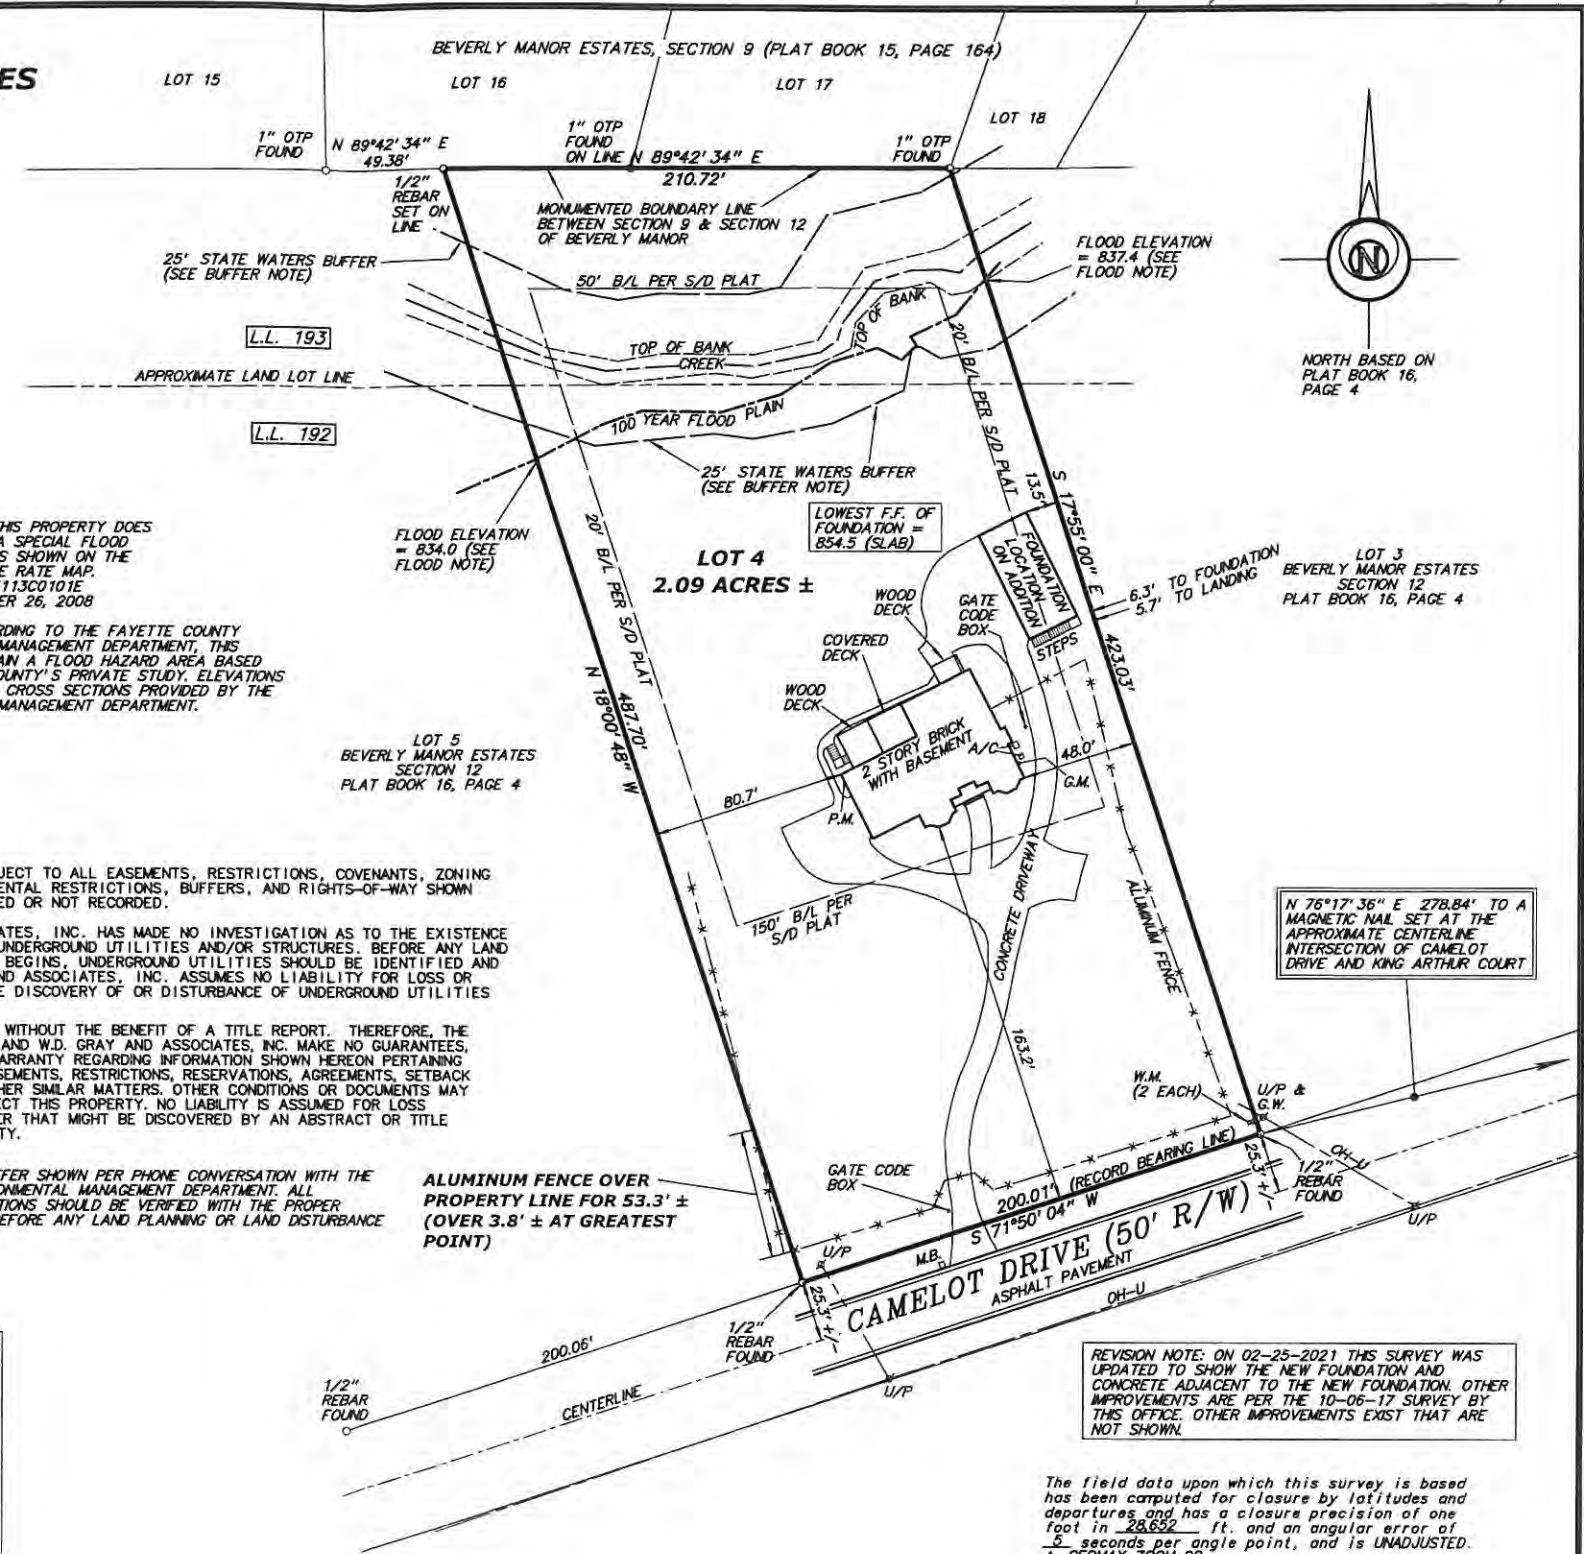 BEVERLY MANOR ESTATES, SECTION 9 (PLAT BOOK 15, PAGE 164)
ES
LOT 15
LOT 16
LOT 17
LOT 18
1" OTP
FOUND
N 89°42'34" E
49.38'
1" OTP
FOUND
ON LINE
N 89°42'34" E
210.72'
1" OTP
FOUND
1/2"
REBAR
SET ON
LINE
MONUMENTED BOUNDARY LINE
BETWEEN SECTION 9 & SECTION 12
OF BEVERLY MANOR
25' STATE WATERS BUFFER
(SEE BUFFER NOTE)
50' B/L PER S/D PLAT
FLOOD ELEVATION
= 837.4 (SEE
FLOOD NOTE)
N
NORTH BASED ON
PLAT BOOK 16,
PAGE 4
L.L. 193
TOP OF BANK
TOP OF BANK
CREEK
APPROXIMATE LAND LOT LINE
L.L. 192
100 YEAR FLOOD PLAIN
20' B/L PER S/D PLAT
25' STATE WATERS BUFFER
(SEE BUFFER NOTE)
13.5'
S 17°55'00" E
423.03'
LOWEST F.F. OF
FOUNDATION =
854.5 (SLAB)
FLOOD ELEVATION
= 834.0 (SEE
FLOOD NOTE)
20' B/L PER S/D PLAT
LOT 4
2.09 ACRES ±
FOUNDATION
LOCATION
ON ADDITION
STEPS
6.3' TO FOUNDATION
5.7' TO LANDING
LOT 3
BEVERLY MANOR ESTATES
SECTION 12
PLAT BOOK 16, PAGE 4
HIS PROPERTY DOES
A SPECIAL FLOOD
S SHOWN ON THE
E RATE MAP.
113C0101E
ER 26, 2008
RDING TO THE FAYETTE COUNTY
MANAGEMENT DEPARTMENT, THIS
AIN A FLOOD HAZARD AREA BASED
OUNTY'S PRIVATE STUDY. ELEVATIONS
CROSS SECTIONS PROVIDED BY THE
MANAGEMENT DEPARTMENT.
WOOD
DECK
GATE
CODE
BOX
COVERED
DECK
WOOD
DECK
2 STORY BRICK
WITH BASEMENT
A/C
G.M.
P.M.
48.0'
80.7'
N 18°00'48" W
487.70'
LOT 5
BEVERLY MANOR ESTATES
SECTION 12
PLAT BOOK 16, PAGE 4
JECT TO ALL EASEMENTS, RESTRICTIONS, COVENANTS, ZONING
ENTAL RESTRICTIONS, BUFFERS, AND RIGHTS-OF-WAY SHOWN
ED OR NOT RECORDED.
ATES, INC. HAS MADE NO INVESTIGATION AS TO THE EXISTENCE
UNDERGROUND UTILITIES AND/OR STRUCTURES. BEFORE ANY LAND
BEGINS, UNDERGROUND UTILITIES SHOULD BE IDENTIFIED AND
ND ASSOCIATES, INC. ASSUMES NO LIABILITY FOR LOSS OR
E DISCOVERY OF OR DISTURBANCE OF UNDERGROUND UTILITIES
WITHOUT THE BENEFIT OF A TITLE REPORT. THEREFORE, THE
AND W.D. GRAY AND ASSOCIATES, INC. MAKE NO GUARANTEES,
ARRANTY REGARDING INFORMATION SHOWN HEREON PERTAINING
SEMENTS, RESTRICTIONS, RESERVATIONS, AGREEMENTS, SETBACK
HER SIMILAR MATTERS. OTHER CONDITIONS OR DOCUMENTS MAY
ECT THIS PROPERTY. NO LIABILITY IS ASSUMED FOR LOSS
ER THAT MIGHT BE DISCOVERED BY AN ABSTRACT OR TITLE
TY.
FFER SHOWN PER PHONE CONVERSATION WITH THE
ONMENTAL MANAGEMENT DEPARTMENT. ALL
TIONS SHOULD BE VERIFIED WITH THE PROPER
EFORE ANY LAND PLANNING OR LAND DISTURBANCE
150' B/L PER
S/D PLAT
CONCRETE DRIVEWAY
ALUMINUM FENCE
163.2'
N 76°17'36" E 278.84' TO A
MAGNETIC NAIL SET AT THE
APPROXIMATE CENTERLINE
INTERSECTION OF CAMELOT
DRIVE AND KING ARTHUR COURT
W.M.
(2 EACH)
U/P &
G.W.
ALUMINUM FENCE OVER
PROPERTY LINE FOR 53.3' ±
(OVER 3.8' ± AT GREATEST
POINT)
GATE CODE
BOX
200.01' (RECORD BEARING LINE)
S 71°50'04" W
25.3' +/-
OH-U
1/2"
REBAR
FOUND
U/P
U/P
M.B.
CAMELOT DRIVE (50' R/W)
ASPHALT PAVEMENT
OH-U
25.3' +/-
1/2"
REBAR
FOUND
200.06'
U/P
CENTERLINE
1/2"
REBAR
FOUND
REVISION NOTE: ON 02-25-2021 THIS SURVEY WAS
UPDATED TO SHOW THE NEW FOUNDATION AND
CONCRETE ADJACENT TO THE NEW FOUNDATION. OTHER
IMPROVEMENTS ARE PER THE 10-06-17 SURVEY BY
THIS OFFICE. OTHER IMPROVEMENTS EXIST THAT ARE
NOT SHOWN.
The field data upon which this survey is based
has been computed for closure by latitudes and
departures and has a closure precision of one
foot in 28,652 ft. and an angular error of
5 seconds per angle point, and is UNADJUSTED.